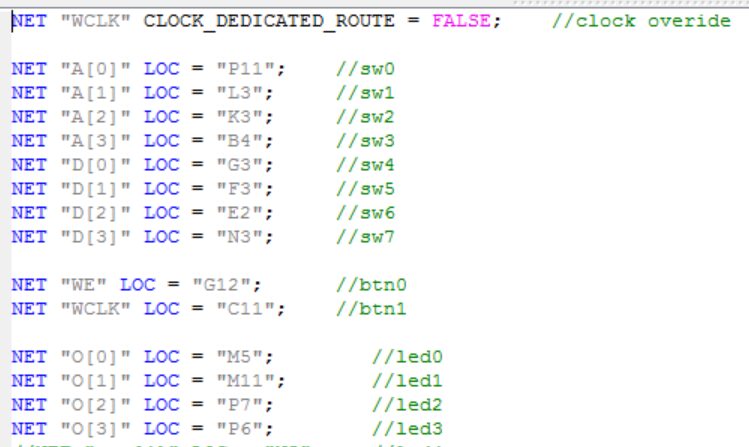 NET "WCLK" CLOCK_DEDICATED_ROUTE = FALSE; //clock overide
NET "A[0]" LOC = "P11"; //sw0
NET "A[1]" LOC = "L3"; //sw1
NET "A[2]" LOC = "K3"; //sw2
NET "A[3]" LOC = "B4"; //sw3
NET "D[0]" LOC = "G3"; //sw4
NET "D[1]" LOC = "F3"; //sw5
NET "D[2]" LOC = "E2"; //sw6
NET "D[3]" LOC = "N3"; //sw7
NET "WE" LOC = "G12"; //btn0
NET "WCLK" LOC = "C11"; //btn1
NET "O[0]" LOC = "M5"; //led0
NET "O[1]" LOC = "M11"; //led1
NET "O[2]" LOC = "P7"; //led2
NET "O[3]" LOC = "P6"; //led3